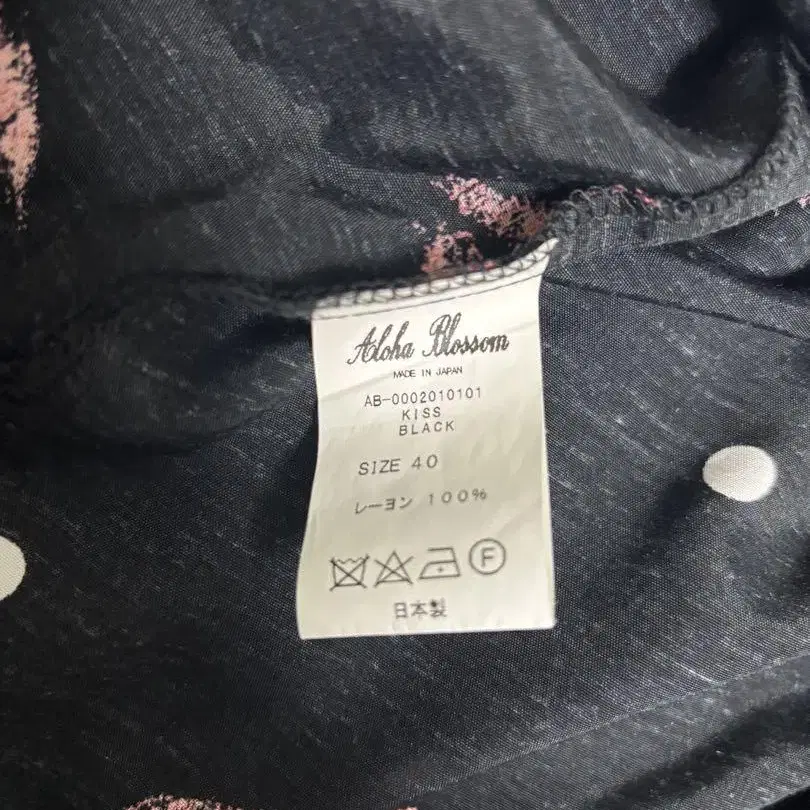 Aloha Blossom
MADE IN JAPAN
AB-0002010101
KISS
BLACK
SIZE 40
レーヨン 100%
F
日本製